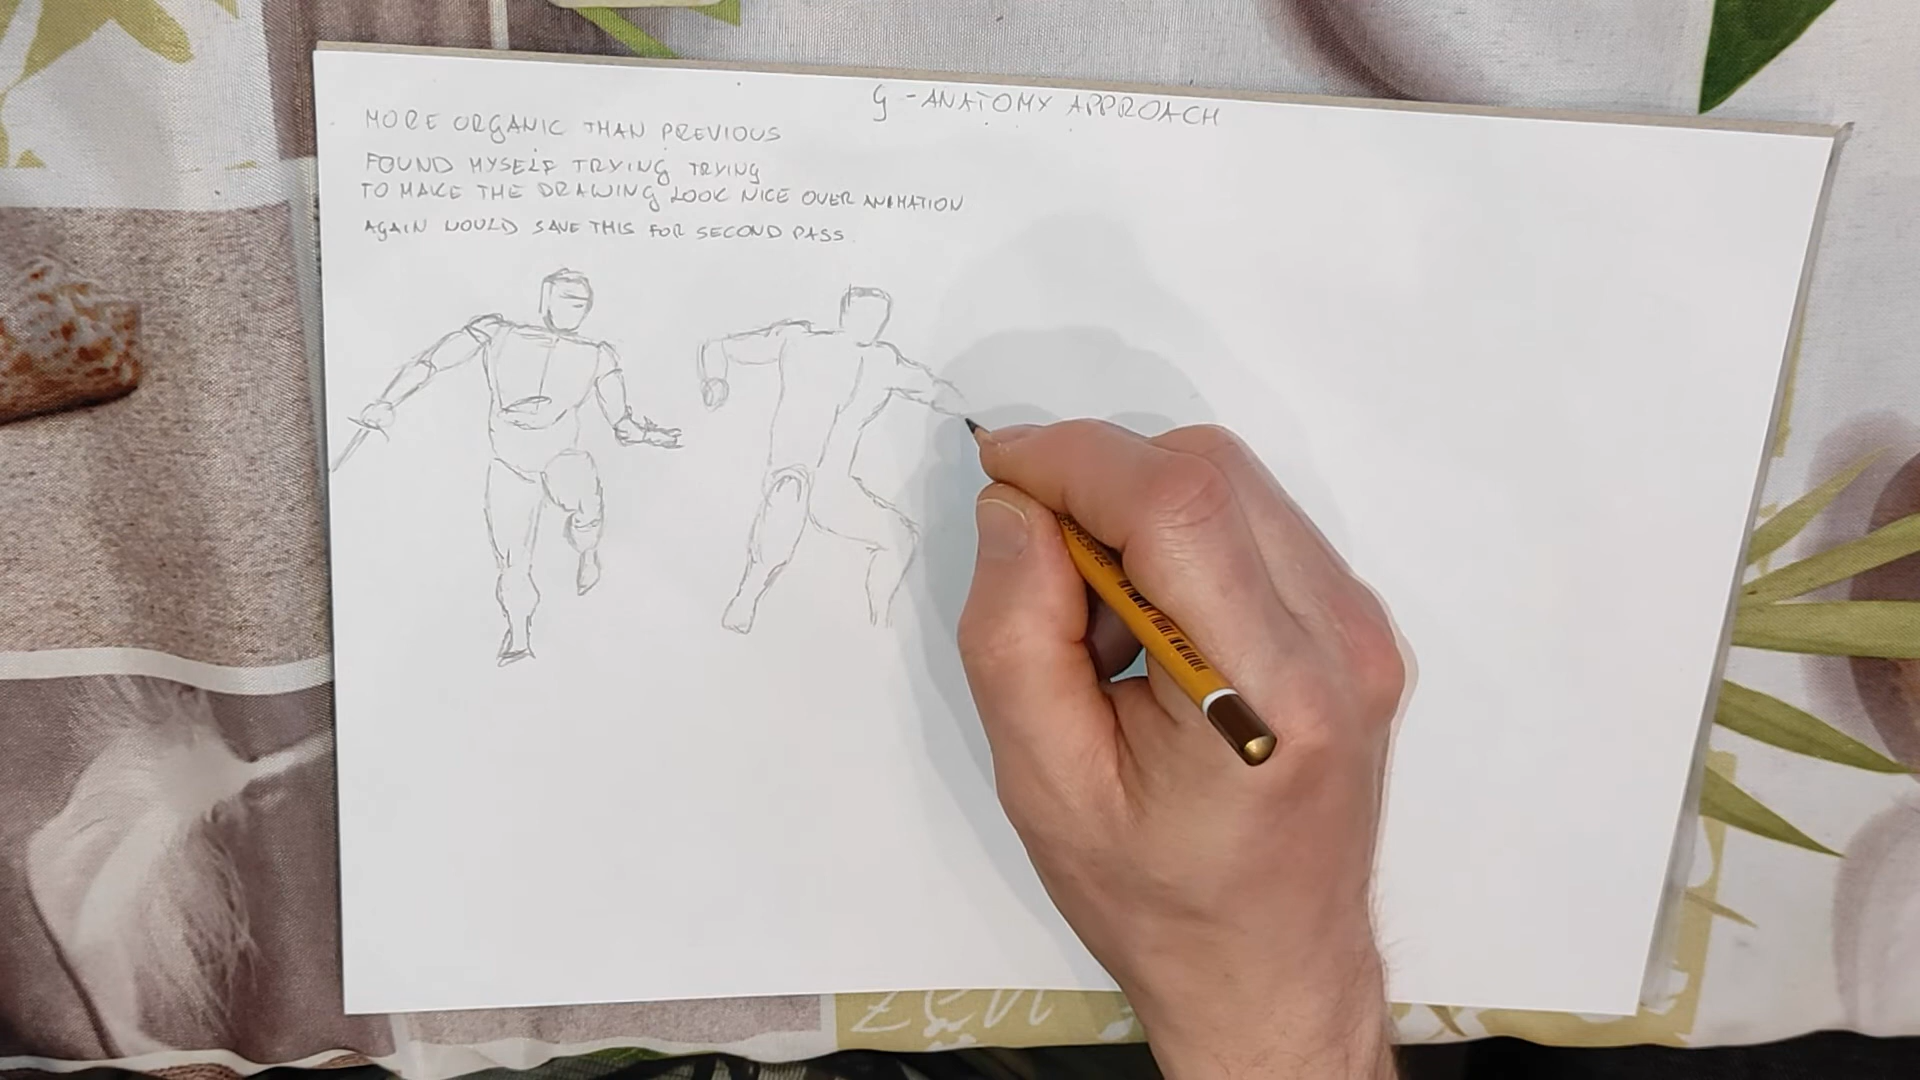 9 - ANATOMY APPROACH
MORE ORGANIC THAN PREVIOUS
FOUND MYSELF TRYING TRYING
TO MAKE THE DRAWING LOOK NICE OVER ANIMATION
AGAIN WOULD SAVE THIS FOR SECOND PASS